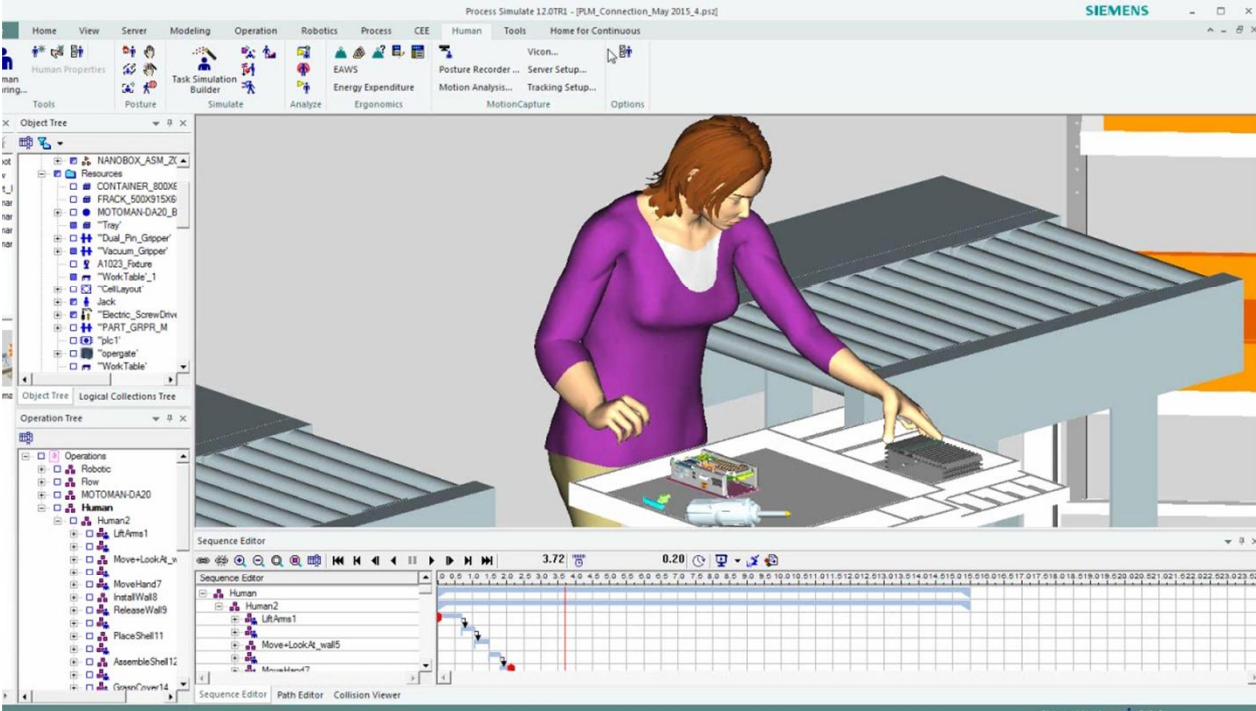 Process Simulate 12.0TR1 - [PLM_Connection_May 2015_4.psz]
SIEMENS
Home View Server Modeling Operation Robotics Process CEE Human Tools Home for Continuous
Human Properties
Task Simulation Builder
EAWS
Energy Expenditure
Posture Recorder ...
Motion Analysis...
Vicon...
Server Setup...
Tracking Setup...
Tools Posture Simulate Analyze Ergonomics MotionCapture Options
Object Tree
NANOBOX_ASM_Z
Resources
CONTAINER_800X
FRACK_500X915X6
MOTOMAN-DA20_B
"Tray'
"Dual_Pin_Gripper'
"Vacuum_Gripper'
A1023_Fixture
"WorkTable'_1
"CellLayout'
Jack
"Electric_ScrewDrive
"PART_GRPR_M
"plc1'
"opergate'
"WorkTable'
Object Tree Logical Collections Tree
Operation Tree
Operations
Robotic
Flow
MOTOMAN-DA20
Human
Human2
LiftArms1
Move+LookAt_w
MoveHand7
InstallWall8
ReleaseWall9
PlaceShell11
AssembleShell12
GraspCover14
Sequence Editor
3.72 0.20
Sequence Editor
Human
Human2
LiftArms1
Move+LookAt_wall5
MoveHand7
Sequence Editor Path Editor Collision Viewer